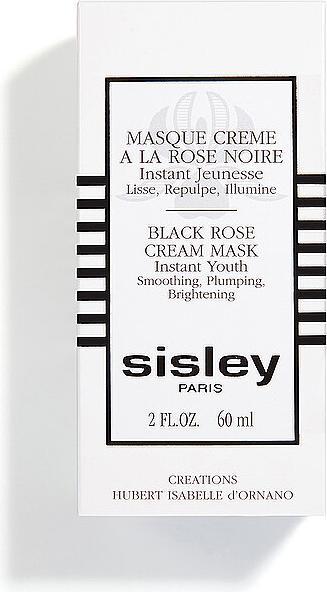 MASQUE CREME
A LA ROSE NOIRE
Instant Jeunesse
Lisse, Repulpe, Illumine
BLACK ROSE
CREAM MASK
Instant Youth
Smoothing, Plumping,
Brightening
sisley
PARIS
2 FL.OZ. 60 ml
CREATIONS
HUBERT ISABELLE d'ORNANO